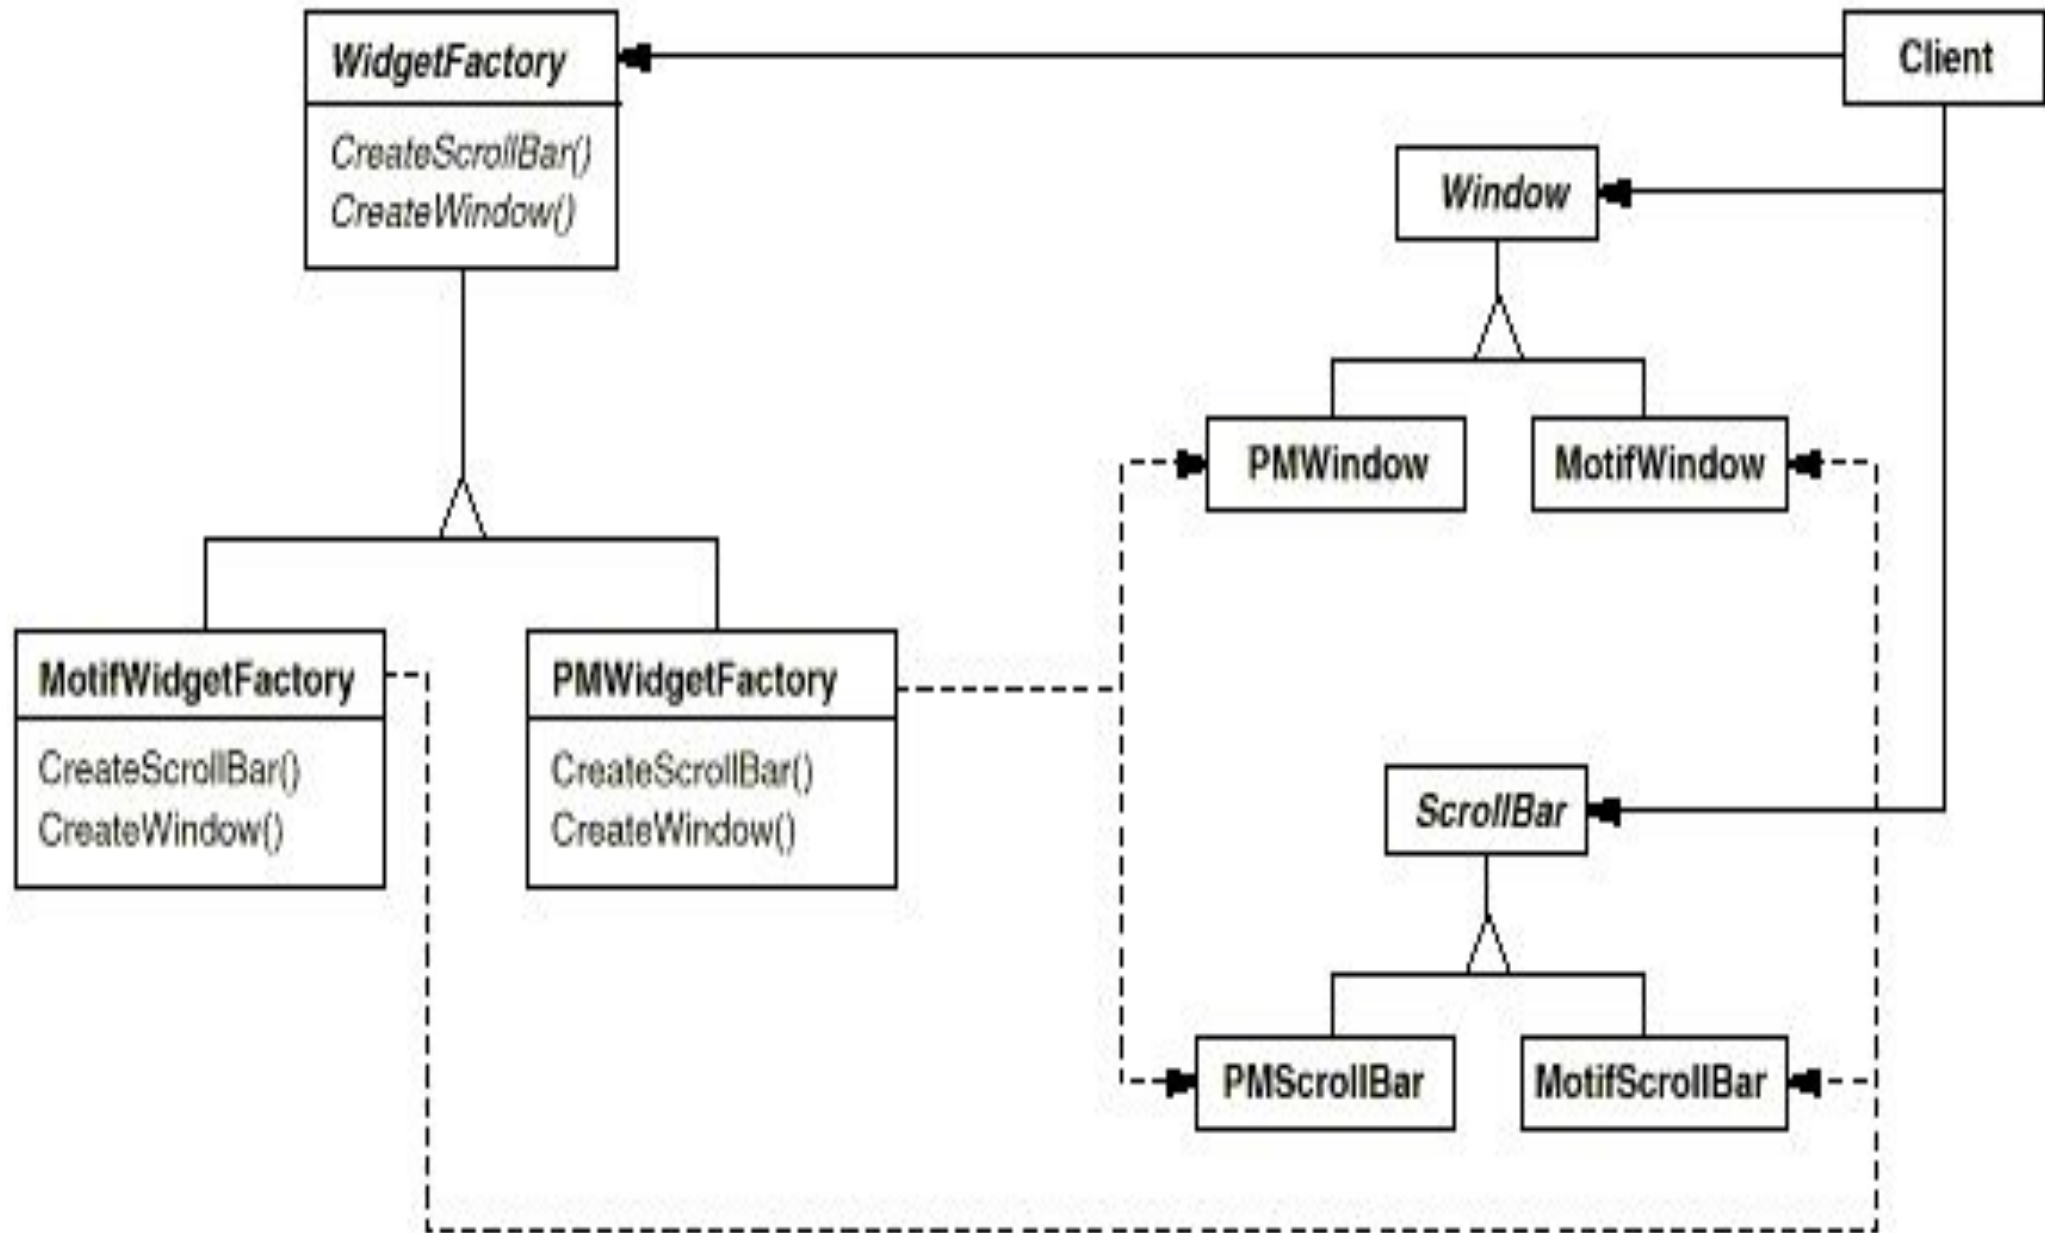 WidgetFactory
CreateScrollBar()
CreateWindow()
Client
Window
PMWindow
MotifWindow
MotifWidgetFactory
CreateScrollBar()
CreateWindow()
PMWidgetFactory
CreateScrollBar()
CreateWindow()
ScrollBar
PMScrollBar
MotifScrollBar